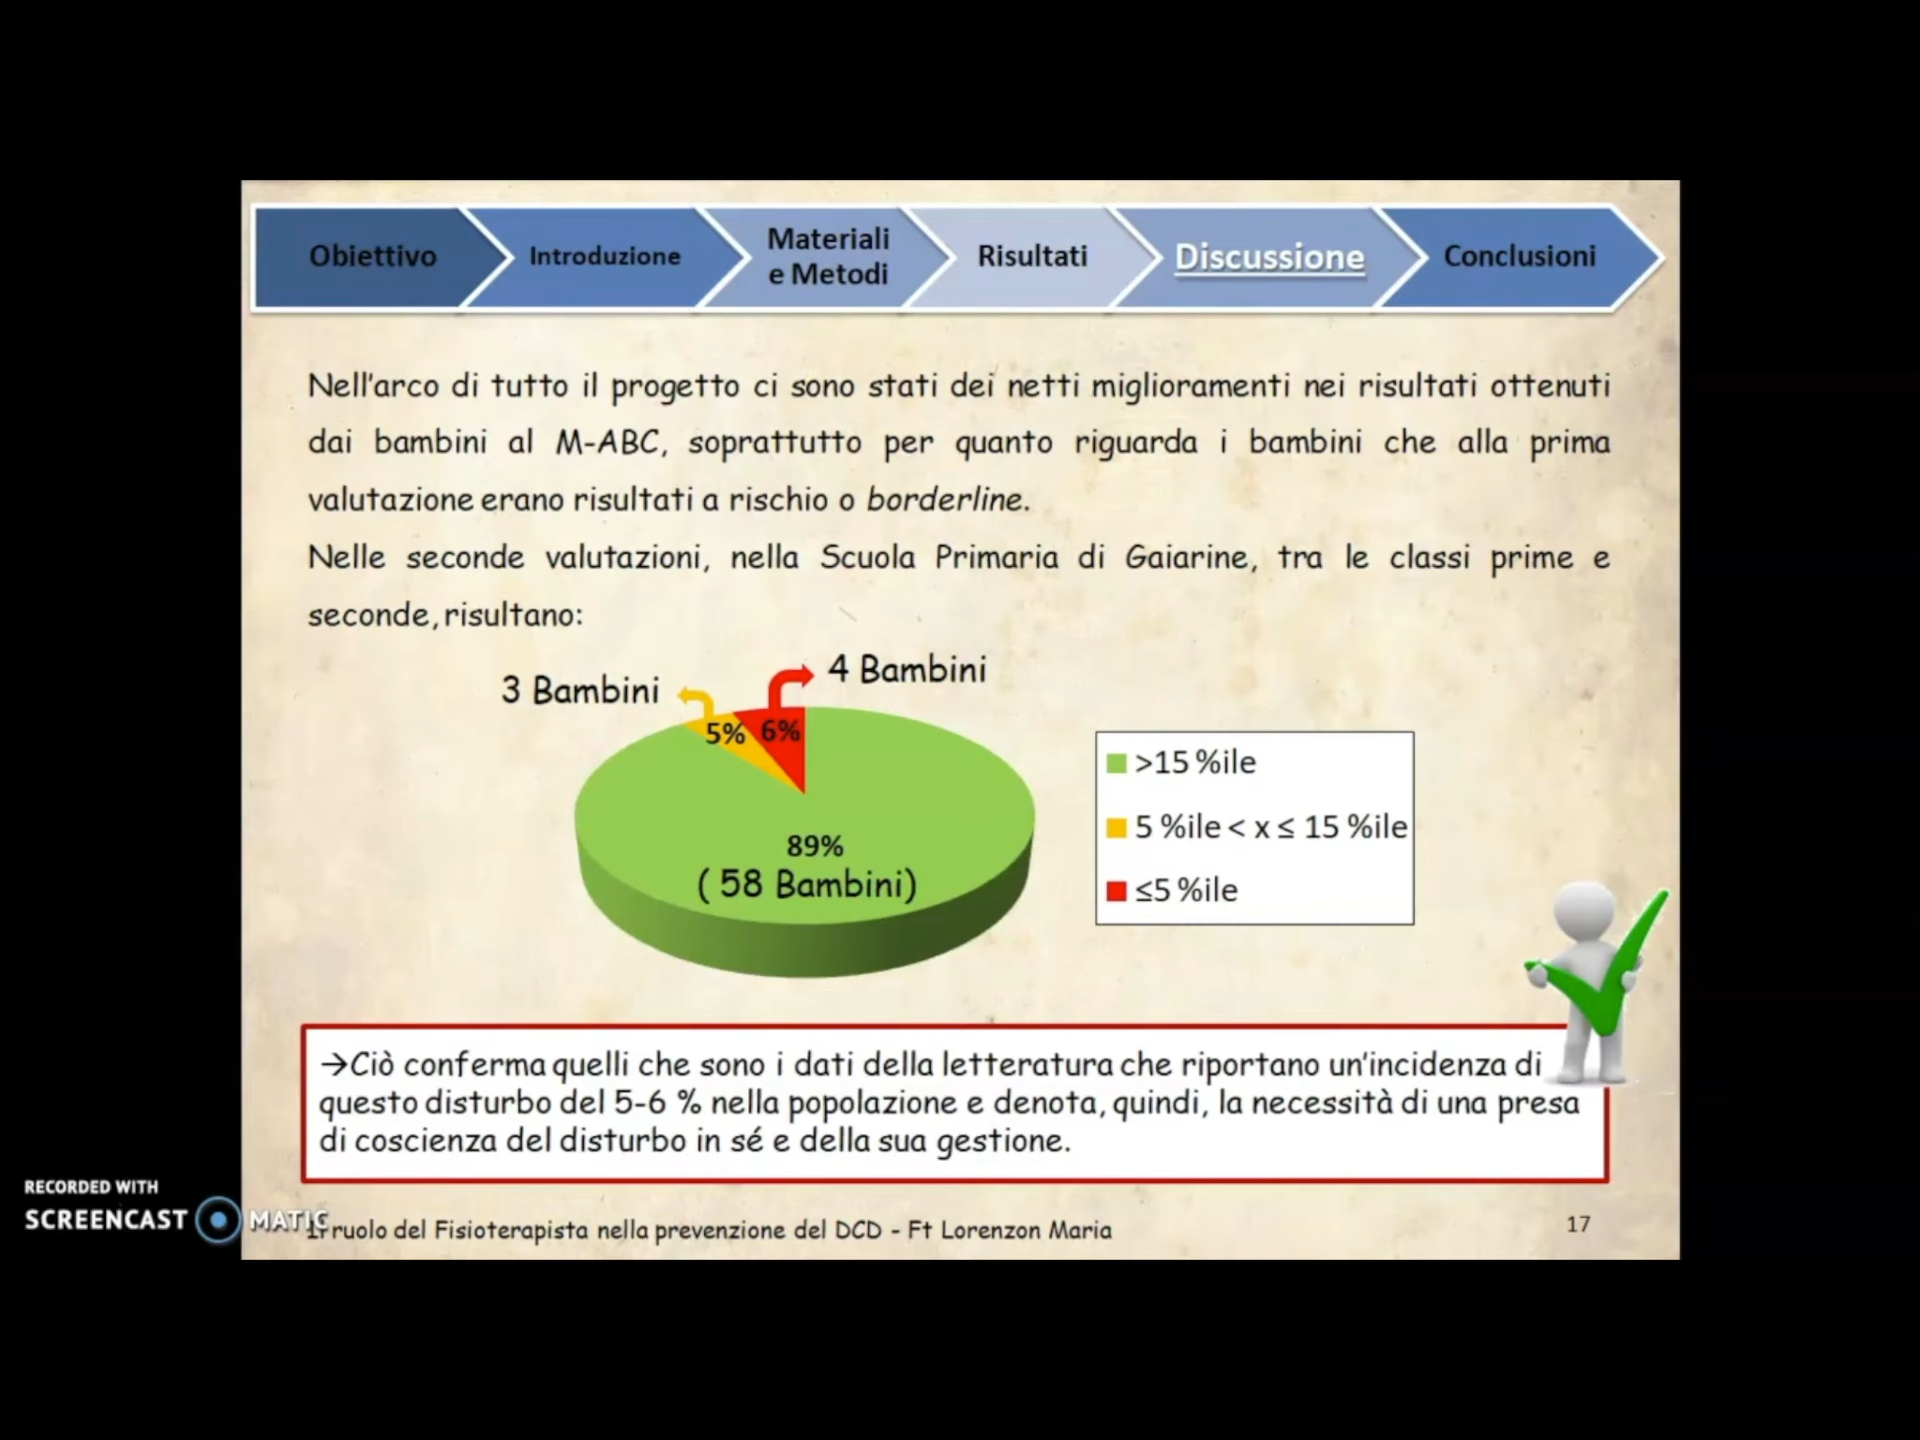 Obiettivo
Introduzione
Materiali
e Metodi
Risultati
Discussione
Conclusioni
Nell'arco di tutto il progetto ci sono stati dei netti miglioramenti nei risultati ottenuti
dai bambini al M-ABC, soprattutto per quanto riguarda i bambini che alla prima
valutazione erano risultati a rischio o borderline.
Nelle seconde valutazioni, nella Scuola Primaria di Gaiarine, tra le classi prime e
seconde, risultano:
3 Bambini
4 Bambini
5%
6%
89%
( 58 Bambini)
>15 %ile
5 %ile < x ≤ 15 %ile
≤5 %ile
→Ciò conferma quelli che sono i dati della letteratura che riportano un'incidenza di
questo disturbo del 5-6 % nella popolazione e denota, quindi, la necessità di una presa
di coscienza del disturbo in sé e della sua gestione.
RECORDED WITH
SCREENCAST MATIC
ruolo del Fisioterapista nella prevenzione del DCD - Ft Lorenzon Maria
17